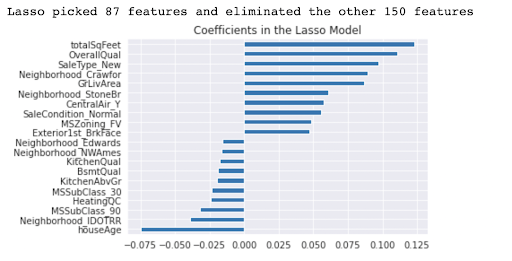 Lasso picked 87 features and eliminated the other 150 features
Coefficients in the Lasso Model
totalSqFeet
OverallQual
SaleType_New
Neighborhood_Crawfor
GrLivArea
Neighborhood_StoneBr
CentralAir_Y
SaleCondition_Normal
MSZoning_FV
Exterior1st_BrkFace
Neighborhood_Edwards
Neighborhood_NWAmes
KitchenQual
BsmtQual
KitchenAbvGr
MSSubClass_30
HeatingQC
MSSubClass_90
Neighborhood_IDOTRR
houseAge
−0.075 −0.050 −0.025 0.000 0.025 0.050 0.075 0.100 0.125